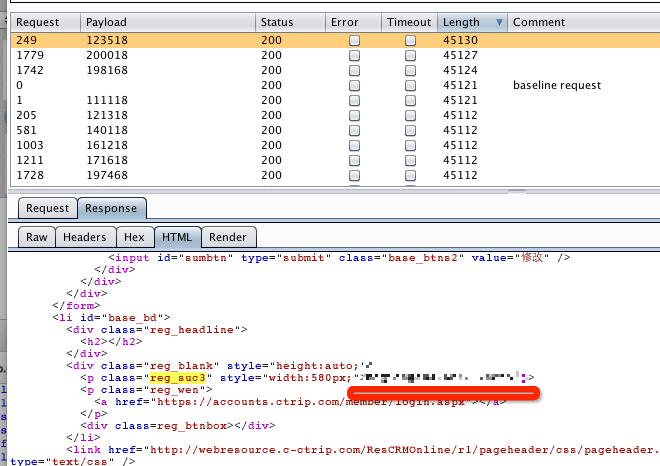 Request Payload Status Error Timeout Length Comment
249 123518 200 45130
1779 200018 200 45127
1742 198168 200 45124
0 200 45121 baseline request
1 111118 200 45121
205 121318 200 45112
581 140118 200 45112
1003 161218 200 45112
1211 171618 200 45112
1728 197468 200 45112
Request Response
Raw Headers Hex HTML Render
<input id="sumbtn" type="submit" class="base_btns2" value="修改" />
</div>
</div>
</div>
</form>
<li id="base_bd">
<div class="reg_headline">
<h2></h2>
</div>
<div class="reg_blank" style="height:auto;"
<p class="reg_suc3" style="width:580px;">
<p class="reg_wen">
<a href="https://accounts.ctrip.com/member/login.aspx"></a>
</p>
<div class="reg_btnbox"></div>
</li>
<link href="http://webresource.c-ctrip.com/ResCRMOnline/r1/pageheader/css/pageheader.
type="text/css" />